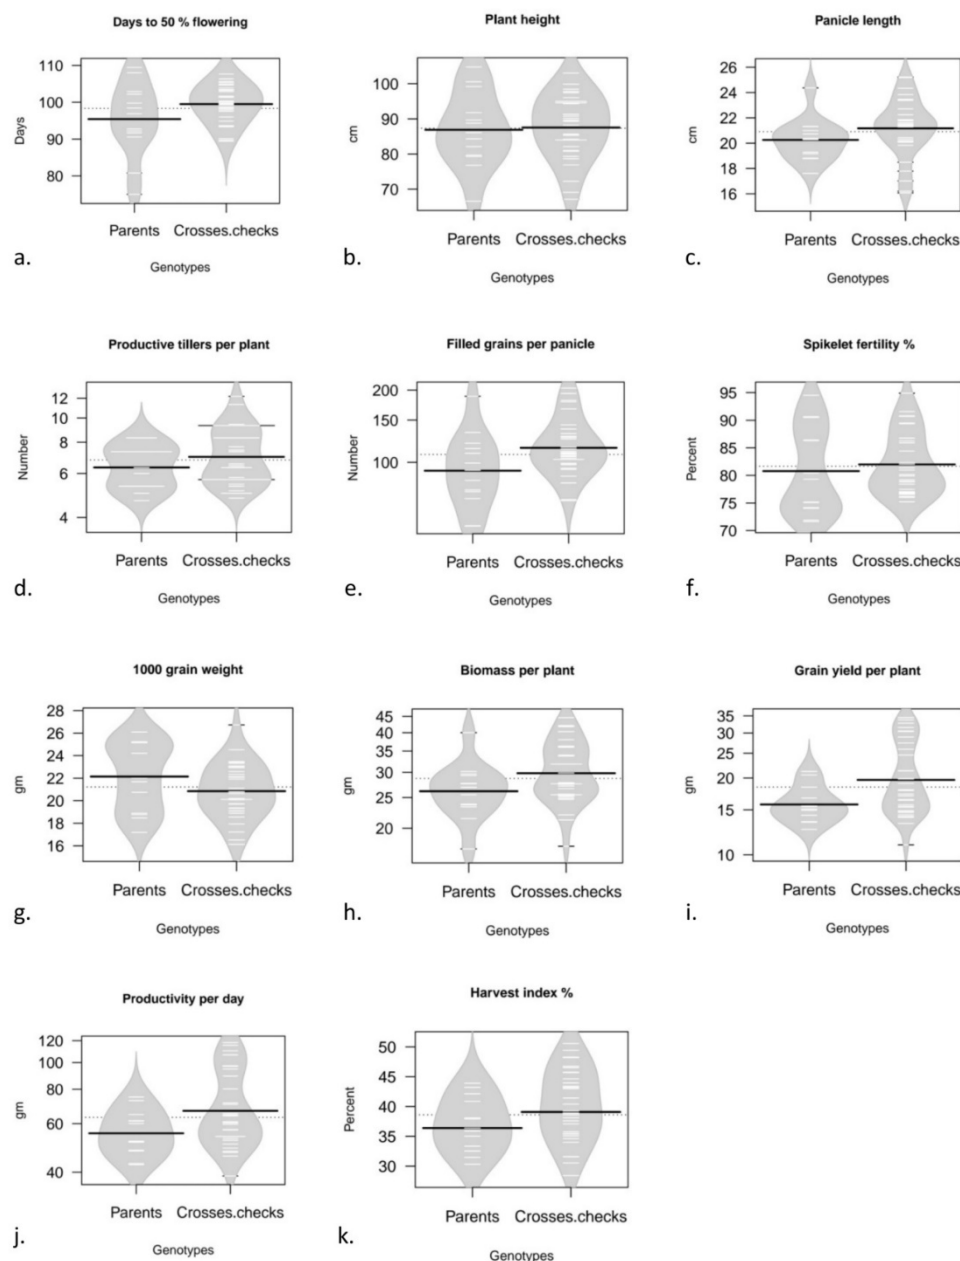 Days to 50 % flowering
110
100
90
80
Days
Parents Crosses.checks
Genotypes
a.
Plant height
100
90
80
70
cm
Parents Crosses.checks
Genotypes
b.
Panicle length
26
24
22
20
18
16
cm
Parents Crosses.checks
Genotypes
c.
Productive tillers per plant
12
10
8
6
4
Number
Parents Crosses.checks
Genotypes
d.
Filled grains per panicle
200
150
100
Number
Parents Crosses.checks
Genotypes
e.
Spikelet fertility %
95
90
85
80
75
70
Percent
Parents Crosses.checks
Genotypes
f.
1000 grain weight
28
26
24
22
20
18
16
gm
Parents Crosses.checks
Genotypes
g.
Biomass per plant
45
40
35
30
25
20
gm
Parents Crosses.checks
Genotypes
h.
Grain yield per plant
35
30
25
20
15
10
gm
Parents Crosses.checks
Genotypes
i.
Productivity per day
120
100
80
60
40
gm
Parents Crosses.checks
Genotypes
j.
Harvest index %
50
45
40
35
30
Percent
Parents Crosses.checks
Genotypes
k.